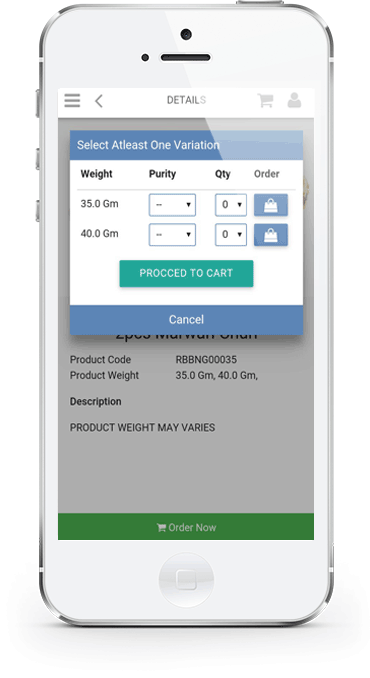 DETAILS
Select Atleast One Variation
Weight Purity Qty Order
35.0 Gm -- 0
40.0 Gm -- 0
PROCCED TO CART
Cancel
2pcs Marwari Churi
Product Code RBBNG00035
Product Weight 35.0 Gm, 40.0 Gm,
Description
PRODUCT WEIGHT MAY VARIES
Order Now